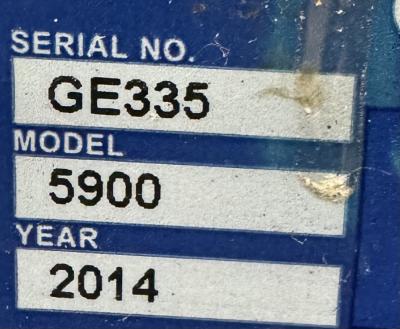 SERIAL NO.
GE335
MODEL
5900
YEAR
2014